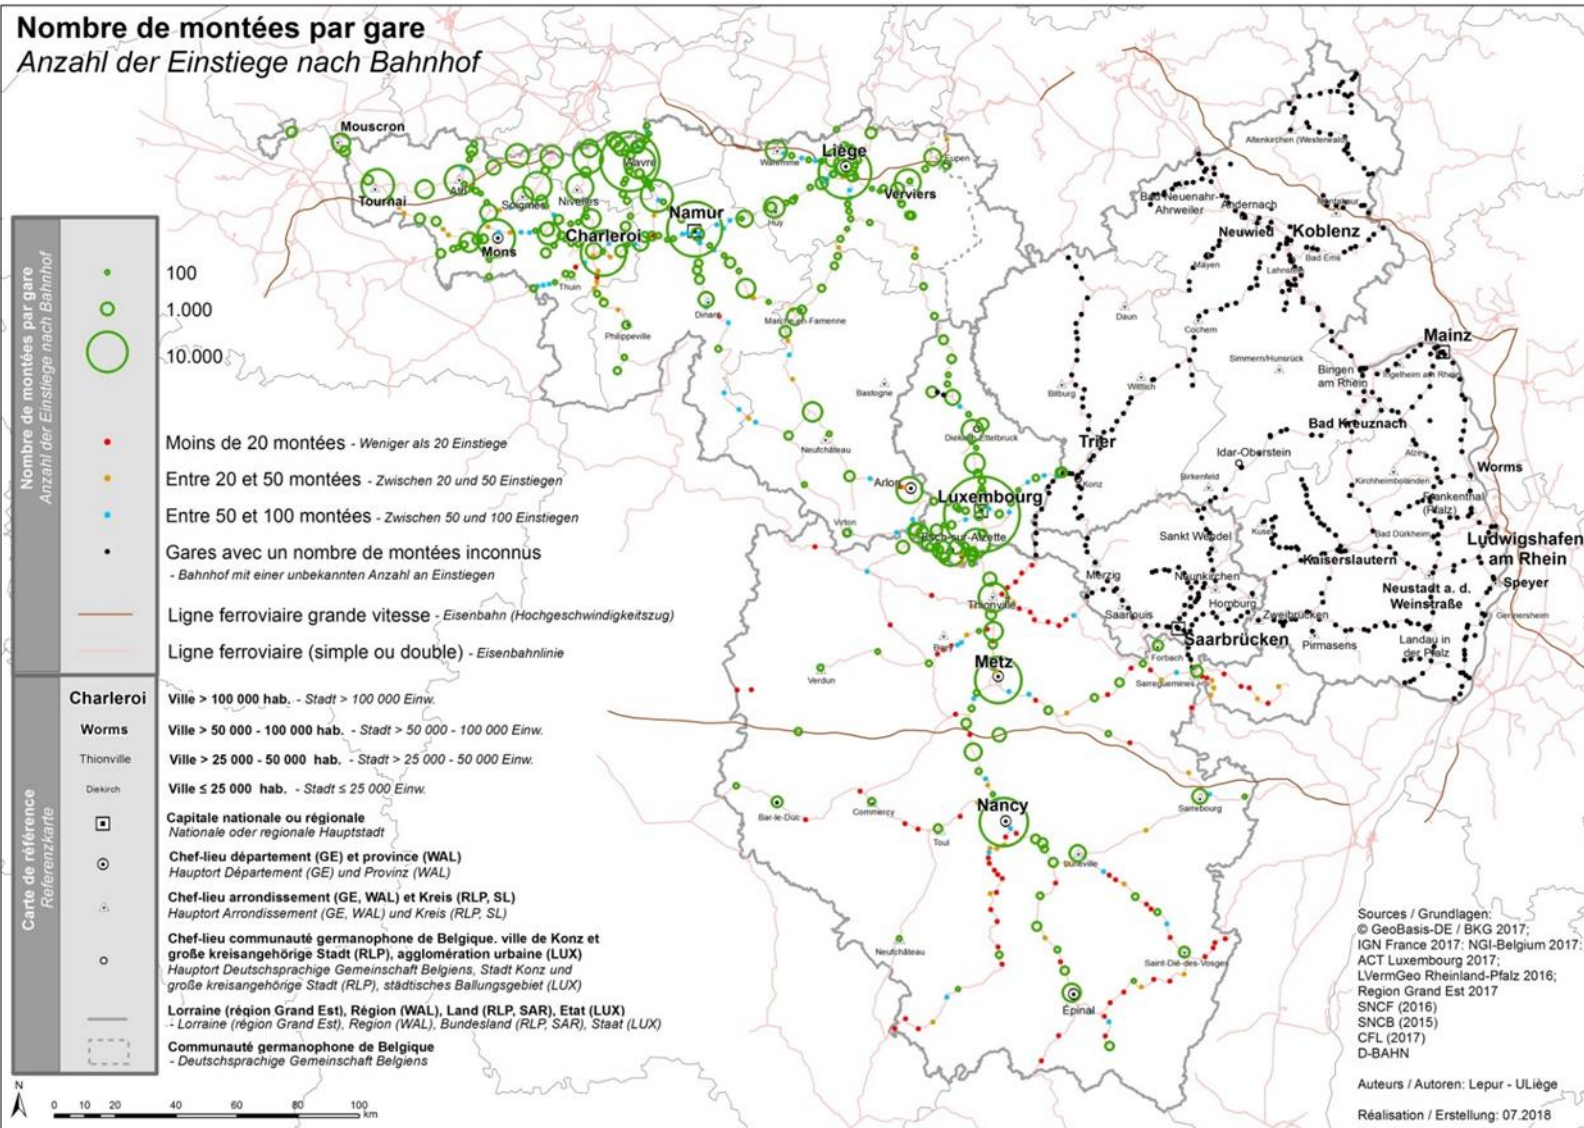 Nombre de montées par gare
Anzahl der Einstiege nach Bahnhof
Nombre de montées par gare
Anzahl der Einstiege nach Bahnhof
100
1.000
10.000
Moins de 20 montées - Weniger als 20 Einstiege
Entre 20 et 50 montées - Zwischen 20 und 50 Einstiegen
Entre 50 et 100 montées - Zwischen 50 und 100 Einstiegen
Gares avec un nombre de montées inconnus
- Bahnhof mit einer unbekannten Anzahl an Einstiegen
Ligne ferroviaire grande vitesse - Eisenbahn (Hochgeschwindigkeitszug)
Ligne ferroviaire (simple ou double) - Eisenbahnlinie
Carte de référence
Referenzkarte
Charleroi Ville > 100 000 hab. - Stadt > 100 000 Einw.
Worms Ville > 50 000 - 100 000 hab. - Stadt > 50 000 - 100 000 Einw.
Thionville Ville > 25 000 - 50 000 hab. - Stadt > 25 000 - 50 000 Einw.
Diekirch Ville ≤ 25 000 hab. - Stadt ≤ 25 000 Einw.
Capitale nationale ou régionale
Nationale oder regionale Hauptstadt
Chef-lieu département (GE) et province (WAL)
Hauptort Département (GE) und Provinz (WAL)
Chef-lieu arrondissement (GE, WAL) et Kreis (RLP, SL)
Hauptort Arrondissement (GE, WAL) und Kreis (RLP, SL)
Chef-lieu communauté germanophone de Belgique. ville de Konz et
große kreisangehörige Stadt (RLP), agglomération urbaine (LUX)
Hauptort Deutschsprachige Gemeinschaft Belgiens, Stadt Konz und
große kreisangehörige Stadt (RLP), städtisches Ballungsgebiet (LUX)
Lorraine (région Grand Est), Région (WAL), Land (RLP, SAR), Etat (LUX)
- Lorraine (région Grand Est), Region (WAL), Bundesland (RLP, SAR), Staat (LUX)
Communauté germanophone de Belgique
- Deutschsprachige Gemeinschaft Belgiens
N
0 10 20 40 60 80 100
km
Mouscron
Tournai
Ath
Soignies
Nivelles
Wavre
Mons
Charleroi
Namur
Thuin
Philippeville
Dinant
Waremme
Liège
Huy
Verviers
Eupen
Marche-en-Famenne
Bastogne
Neufchâteau
Arlon
Virton
Diekirch Ettelbruck
Luxembourg
Esch-sur-Alzette
Altenkirchen (Westerwald)
Bad Neuenahr-
Ahrweiler
Andernach
Neuwied
Montabaur
Koblenz
Bad Ems
Lahnstein
Mayen
Daun
Cochem
Simmern/Hunsrück
Mainz
Bingen
am Rhein
Ingelheim am Rhein
Bitburg
Wittlich
Bad Kreuznach
Trier
Konz
Idar-Oberstein
Birkenfeld
Alzey
Kirchheimbolanden
Worms
Frankenthal
(Pfalz)
Kusel
Bad Dürkheim
Ludwigshafen
am Rhein
Sankt Wendel
Kaiserslautern
Speyer
Neustadt a. d.
Weinstraße
Merzig
Neunkirchen
Homburg
Saarlouis
Zweibrücken
Germersheim
Saarbrücken
Pirmasens
Landau in
der Pfalz
Thionville
Briey
Metz
Forbach
Sarreguemines
Verdun
Bar-le-Duc
Commercy
Toul
Nancy
Sarrebourg
Lunéville
Neufchâteau
Saint-Dié-des-Vosges
Épinal
Sources / Grundlagen:
© GeoBasis-DE / BKG 2017;
IGN France 2017: NGI-Belgium 2017:
ACT Luxembourg 2017;
LVermGeo Rheinland-Pfalz 2016;
Region Grand Est 2017
SNCF (2016)
SNCB (2015)
CFL (2017)
D-BAHN
Auteurs / Autoren: Lepur - ULiège
Réalisation / Erstellung: 07.2018